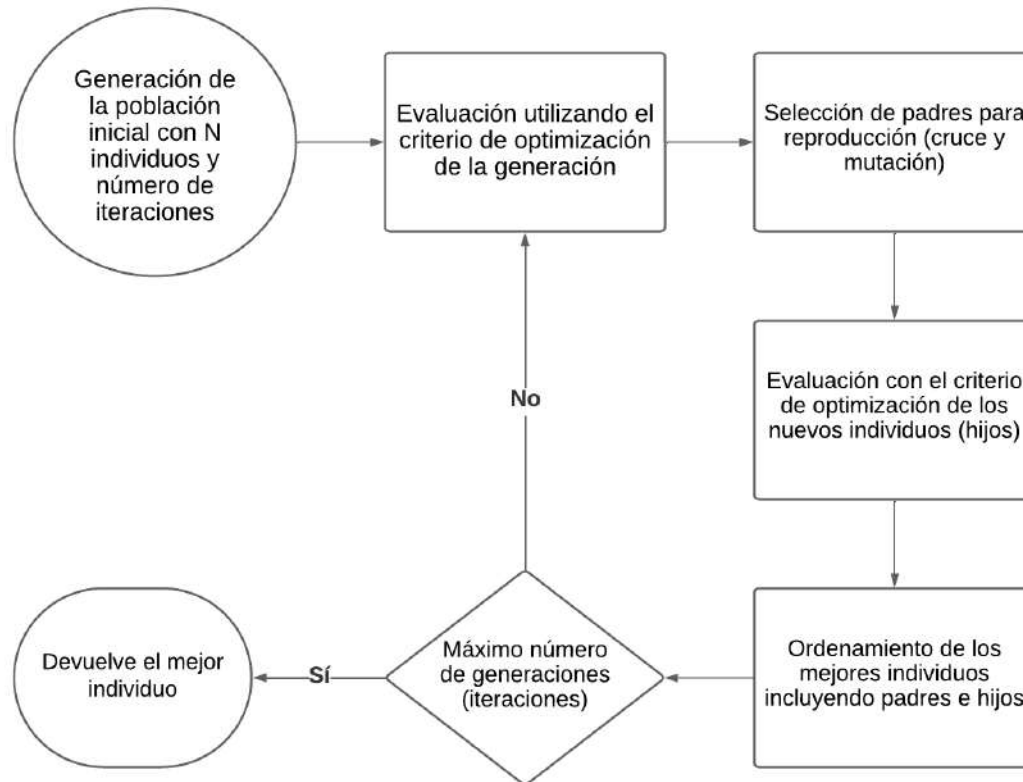 Generación de
la población
inicial con N
individuos y
número de
iteraciones
Evaluación utilizando el
criterio de optimización
de la generación
Selección de padres para
reproducción (cruce y
mutación)
Evaluación con el criterio
de optimización de los
nuevos individuos (hijos)
Ordenamiento de los
mejores individuos
incluyendo padres e hijos
Máximo número
de generaciones
(iteraciones)
No
Sí
Devuelve el mejor
individuo